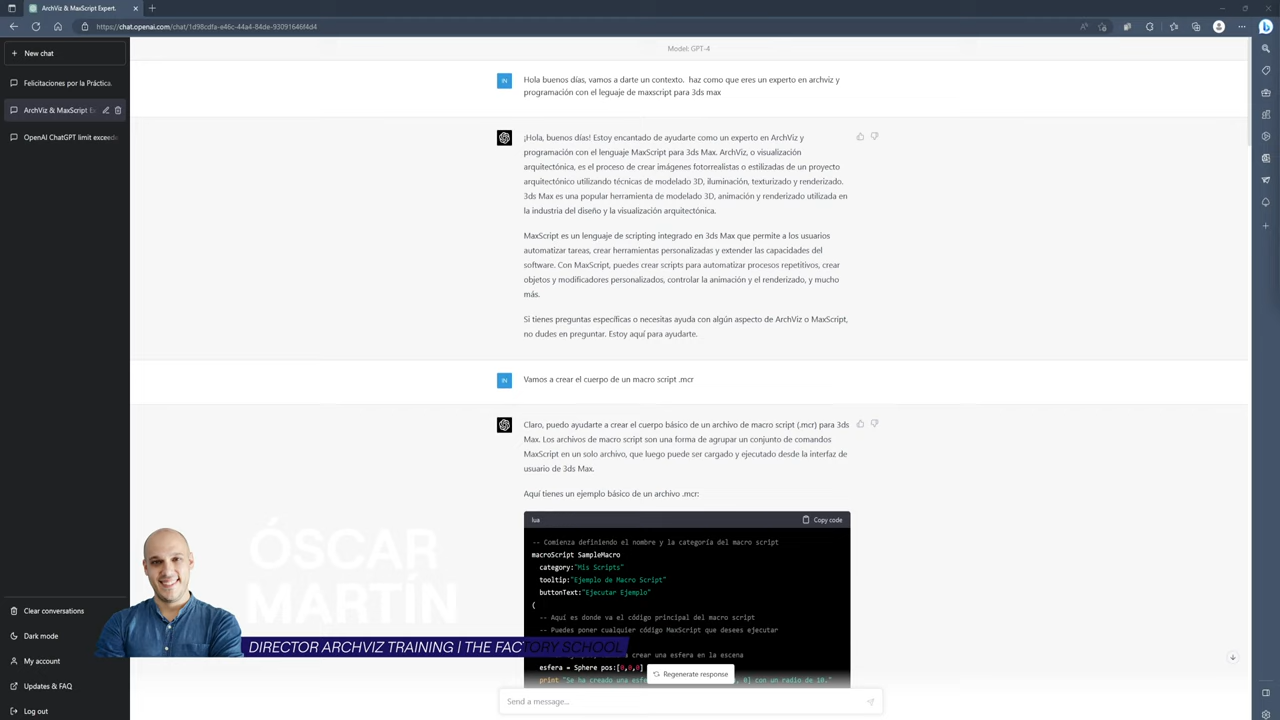 ArchViz & MaxScript Expert.
https://chat.openai.com/chat/1d98cdfa-e46c-44a4-84de-93091646f4d4
New chat
Felicitaciones por la Práctica.
ArchViz & MaxScript Ex
OpenAI ChatGPT limit exceede
Clear conversations
Dark mode
My account
Updates & FAQ
Log out
Model: GPT-4
IN
Hola buenos días, vamos a darte un contexto, haz como que eres un experto en archviz y
programación con el leguaje de maxscript para 3ds max
¡Hola, buenos días! Estoy encantado de ayudarte como un experto en ArchViz y
programación con el lenguaje MaxScript para 3ds Max. ArchViz, o visualización
arquitectónica, es el proceso de crear imágenes fotorrealistas o estilizadas de un proyecto
arquitectónico utilizando técnicas de modelado 3D, iluminación, texturizado y renderizado.
3ds Max es una popular herramienta de modelado 3D, animación y renderizado utilizada en
la industria del diseño y la visualización arquitectónica.
MaxScript es un lenguaje de scripting integrado en 3ds Max que permite a los usuarios
automatizar tareas, crear herramientas personalizadas y extender las capacidades del
software. Con MaxScript, puedes crear scripts para automatizar procesos repetitivos, crear
objetos y modificadores personalizados, controlar la animación y el renderizado, y mucho
más.
Si tienes preguntas específicas o necesitas ayuda con algún aspecto de ArchViz o MaxScript,
no dudes en preguntar. Estoy aquí para ayudarte.
IN
Vamos a crear el cuerpo de un macro script .mcr
Claro, puedo ayudarte a crear el cuerpo básico de un archivo de macro script (.mcr) para 3ds
Max. Los archivos de macro script son una forma de agrupar un conjunto de comandos
MaxScript en un solo archivo, que luego puede ser cargado y ejecutado desde la interfaz de
usuario de 3ds Max.
Aquí tienes un ejemplo básico de un archivo .mcr:
lua
Copy code
-- Comienza definiendo el nombre y la categoría del macro script
macroScript SampleMacro
category:"Mis Scripts"
tooltip:"Ejemplo de Macro Script"
buttonText:"Ejecutar Ejemplo"
(
-- Aquí es donde va el código principal del macro script
-- Puedes poner cualquier código MaxScript que desees ejecutar
a crear una esfera en la escena
esfera = Sphere pos:[0,0,0]
print "Se ha creado una esfe , 0] con un radio de 10."
Regenerate response
Send a message...
ÓSCAR
MARTÍN
DIRECTOR ARCHVIZ TRAINING | THE FACTORY SCHOOL